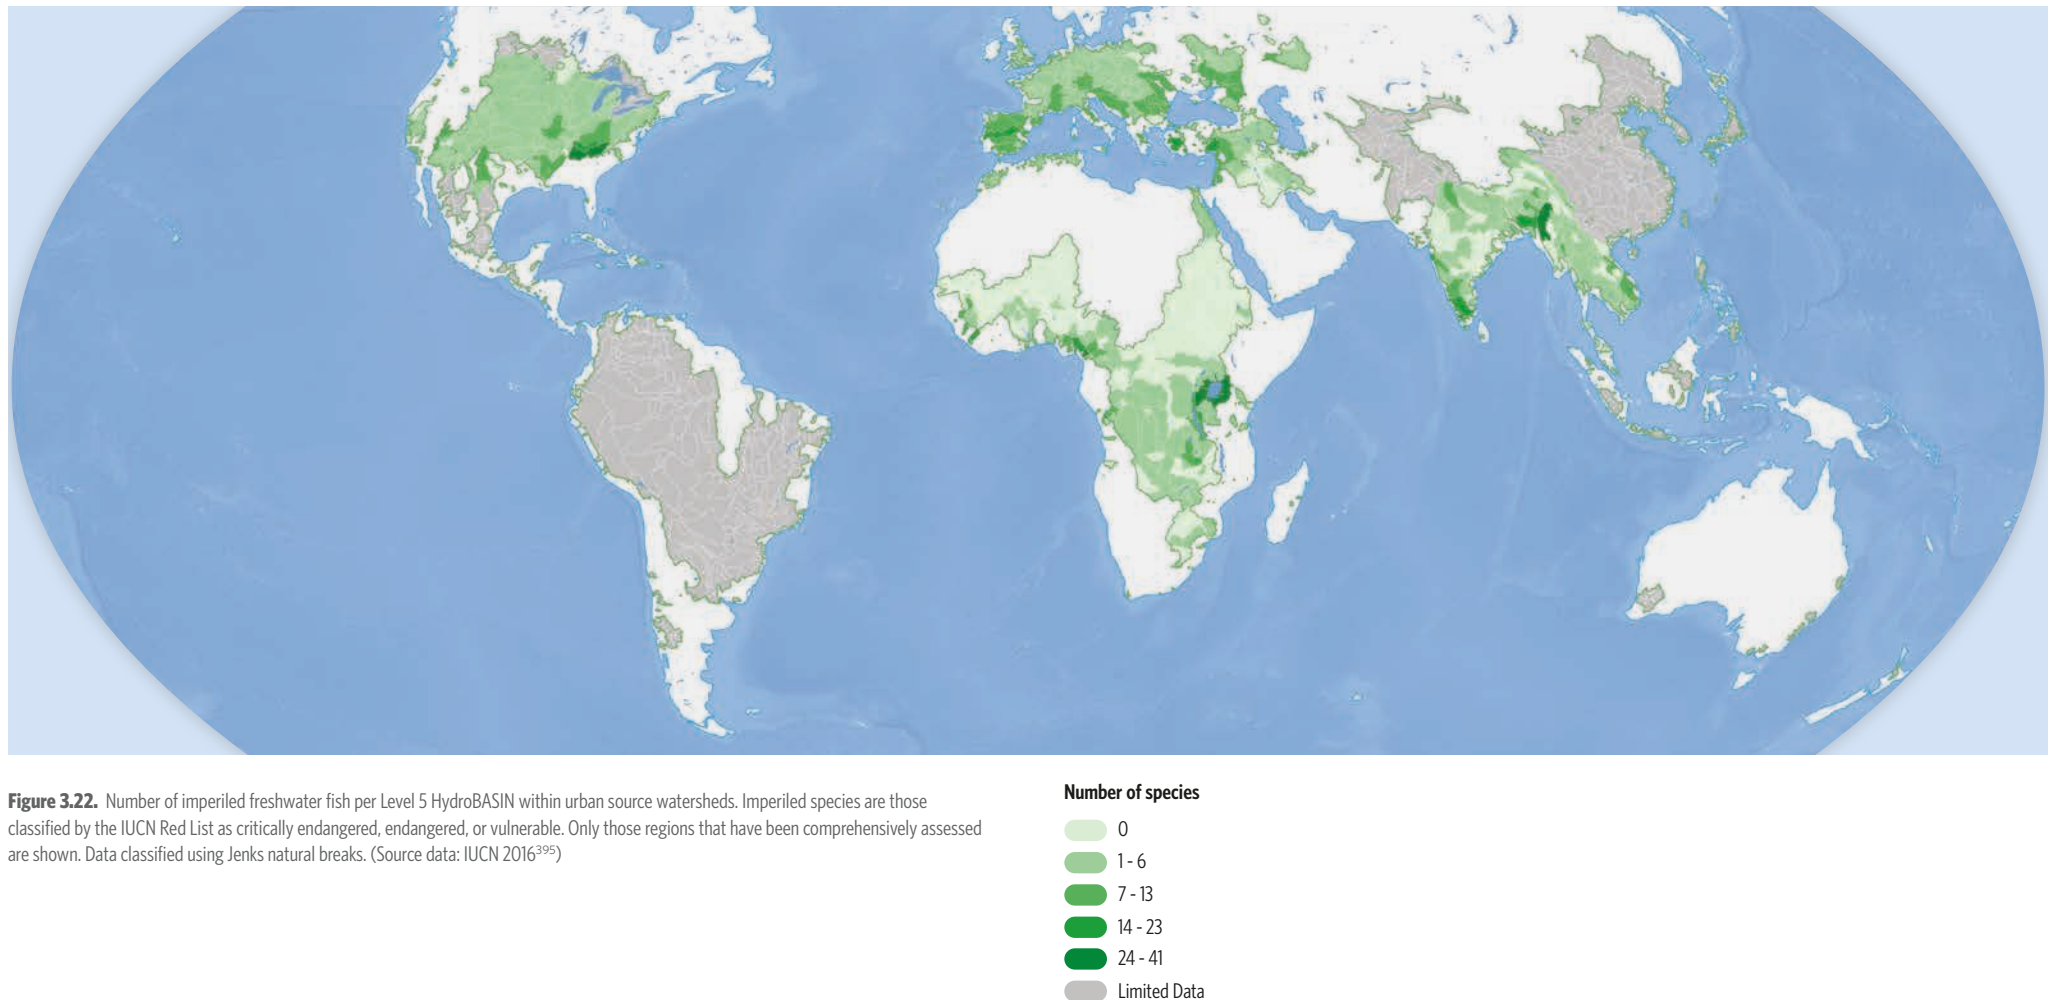 Figure 3.22. Number of imperiled freshwater fish per Level 5 HydroBASIN within urban source watersheds. Imperiled species are those
classified by the IUCN Red List as critically endangered, endangered, or vulnerable. Only those regions that have been comprehensively assessed
are shown. Data classified using Jenks natural breaks. (Source data: IUCN 2016395)
Number of species
0
1 - 6
7 - 13
14 - 23
24 - 41
Limited Data